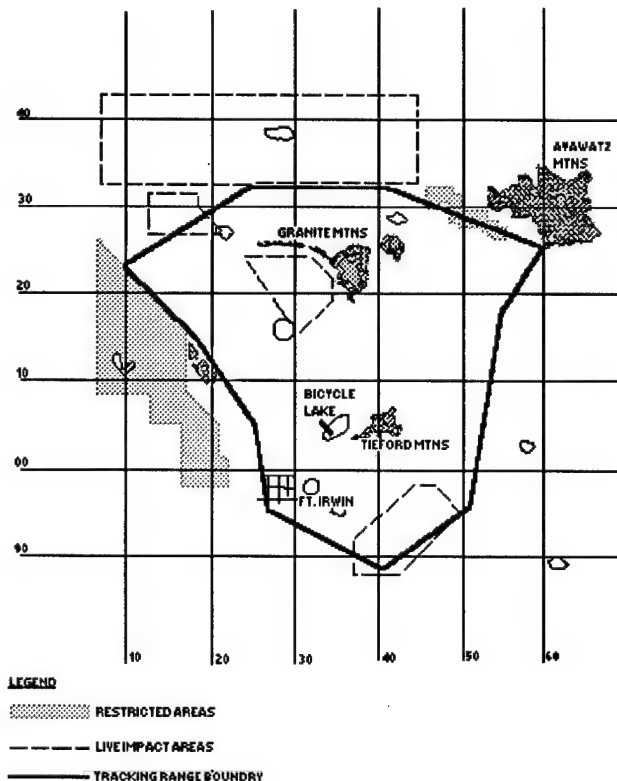 40
AVAWATZ
MTNS
30
GRANITE MTNS
20
10
BICYCLE
LAKE
TIEFORD MTNS
00
FT. IRWIN
90
10 20 30 40 50 60
LEGEND
RESTRICTED AREAS
LIVE IMPACT AREAS
TRACKING RANGE BOUNDRY